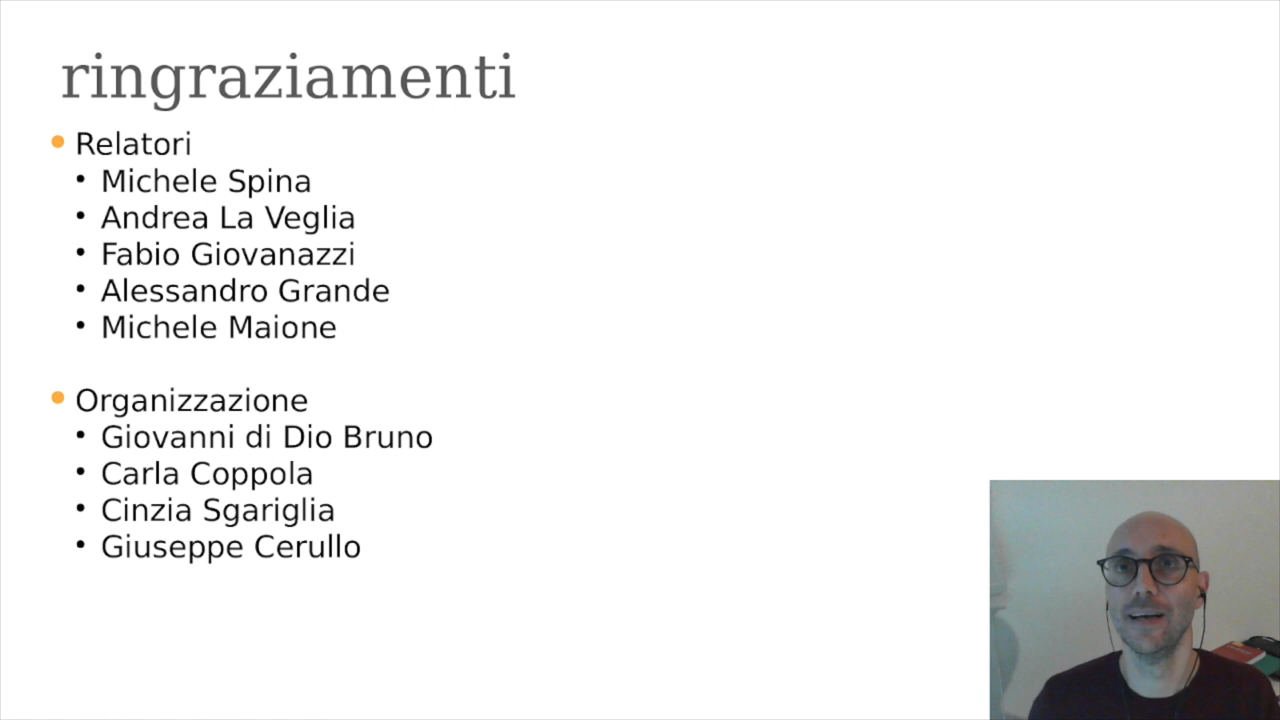 ringraziamenti
Relatori
Michele Spina
Andrea La Veglia
Fabio Giovanazzi
Alessandro Grande
Michele Maione
Organizzazione
Giovanni di Dio Bruno
Carla Coppola
Cinzia Sgariglia
Giuseppe Cerullo